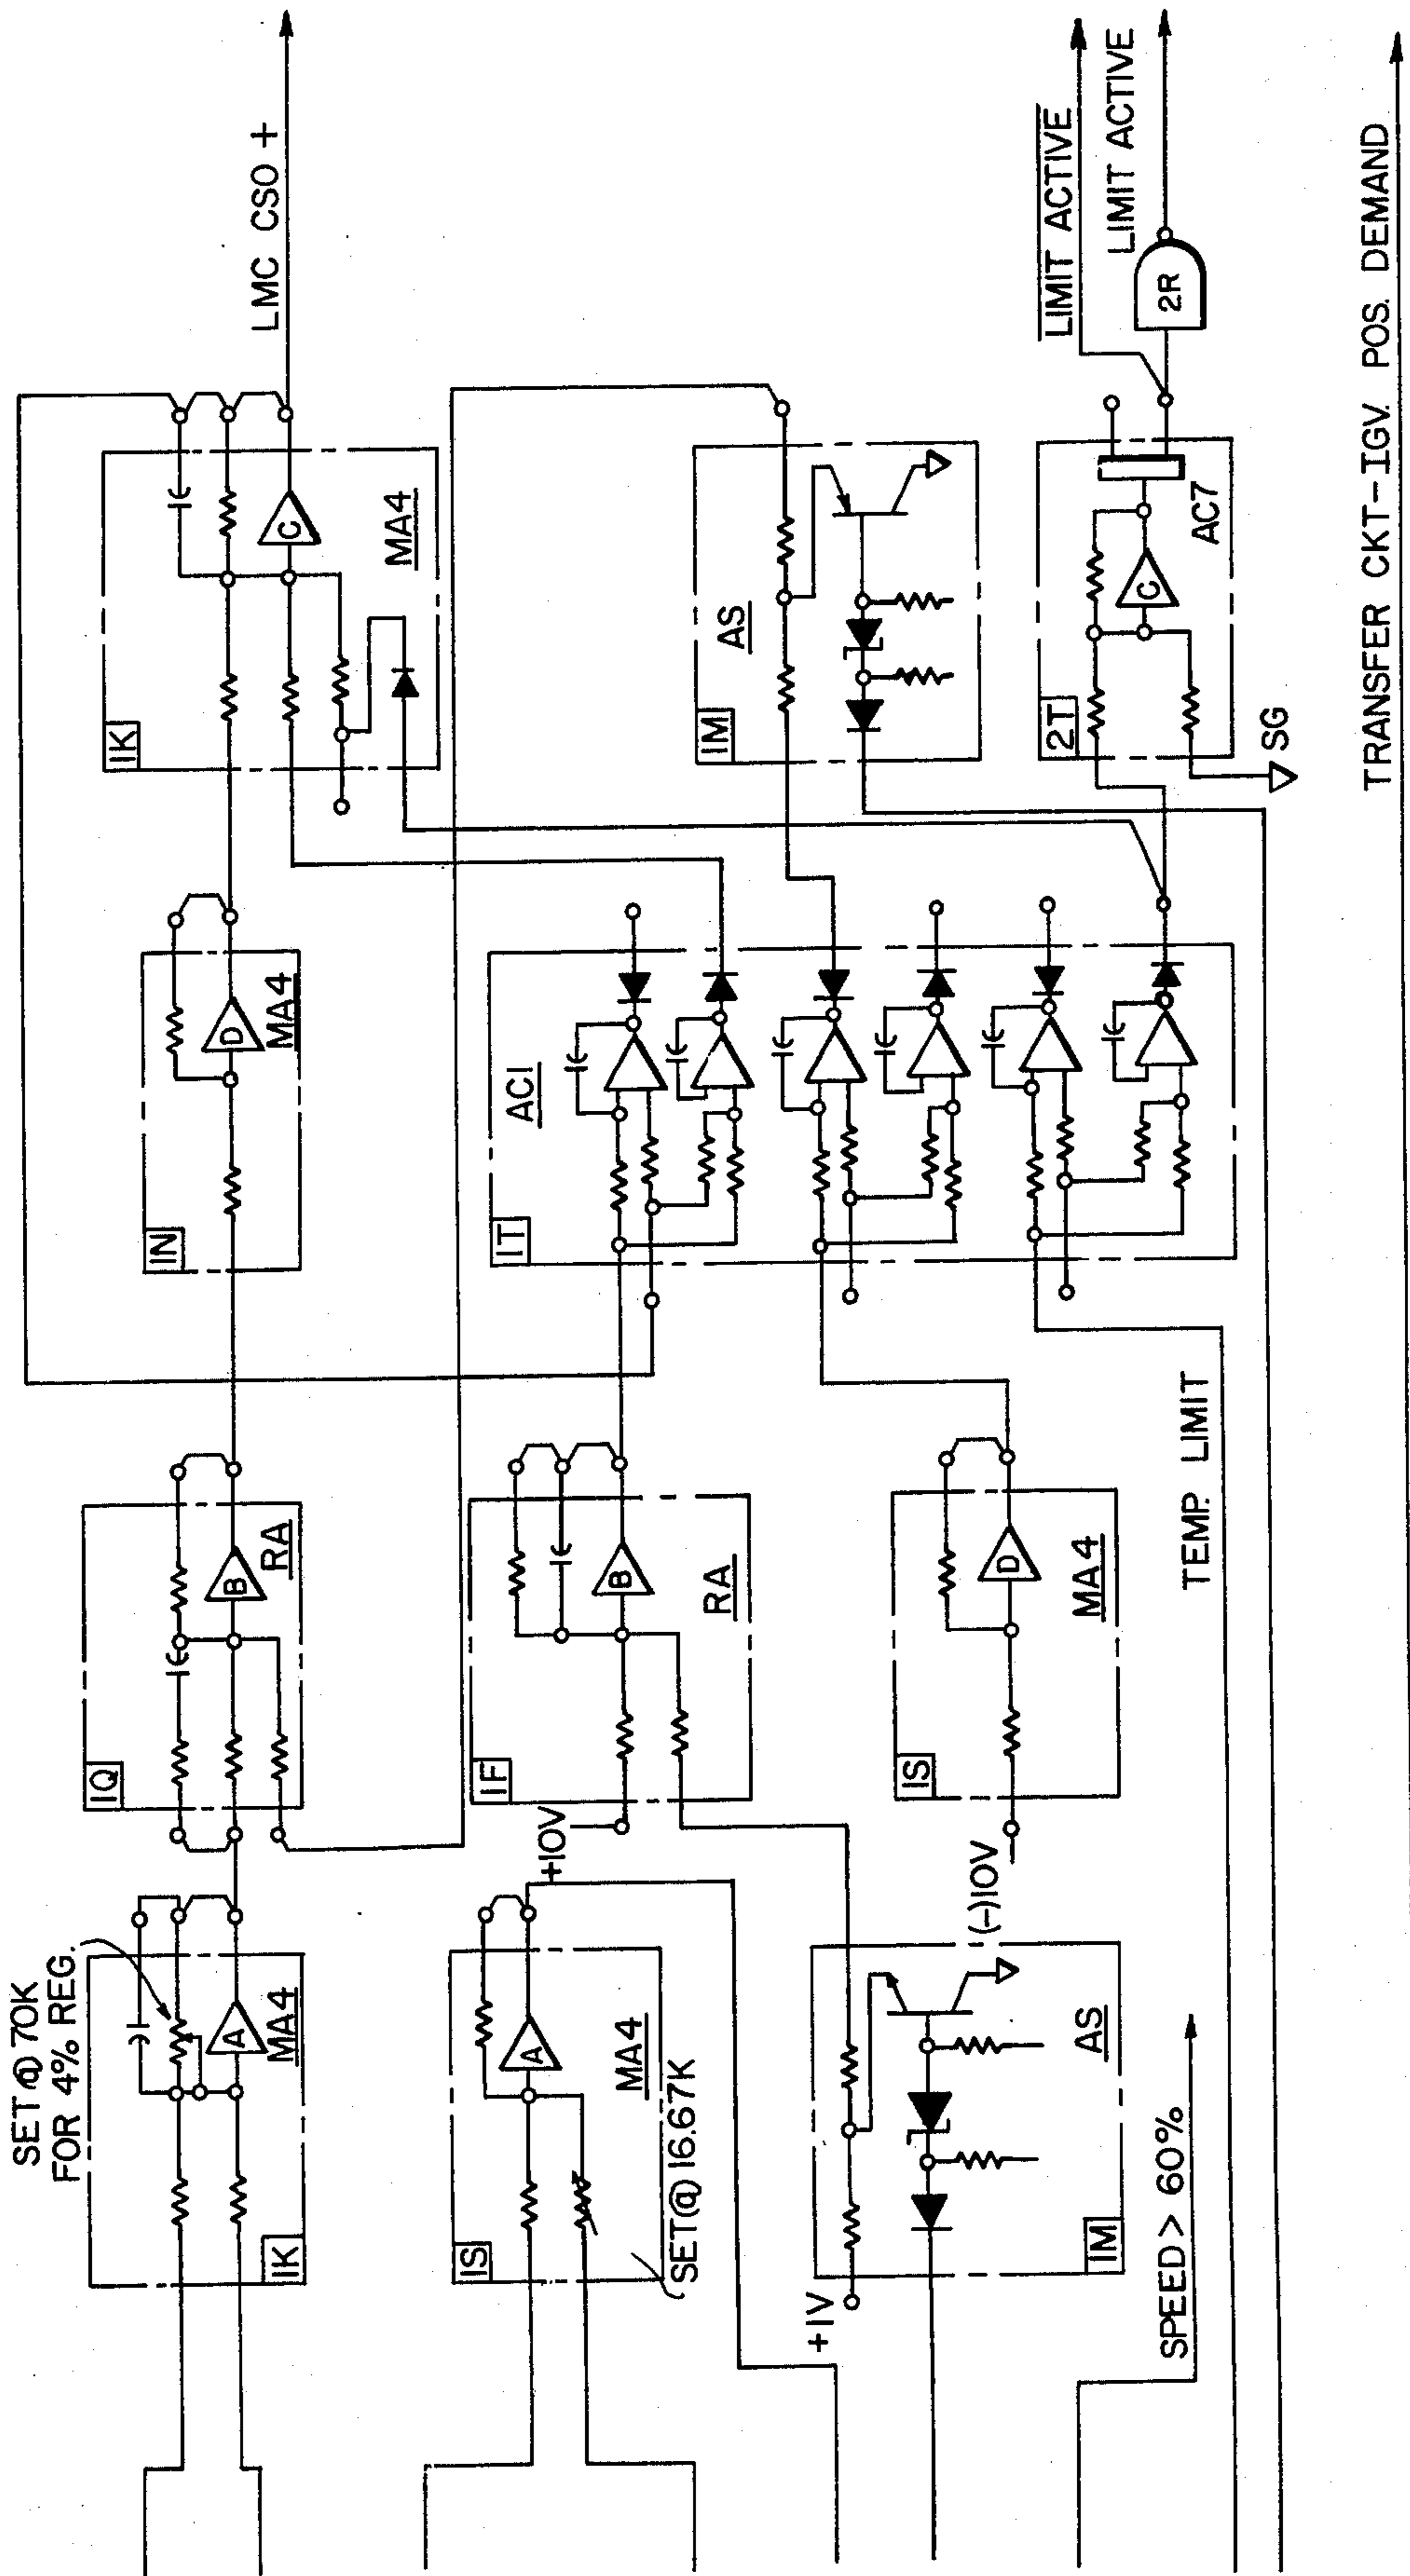 SET @ 70K
FOR 4% REG.
MA4
A
1K
1Q
B
RA
1N
D
MA4
1K
C
MA4
LMC CSO +
1S
A
MA4
SET @ 16.67K
+10V
1F
B
RA
1T
AC1
1M
AS
+1V
1M
AS
(-)10V
1S
D
MA4
2T
C
AC7
SG
LIMIT ACTIVE
2R
LIMIT ACTIVE
SPEED > 60%
TEMP. LIMIT
TRANSFER CKT-IGV. POS. DEMAND